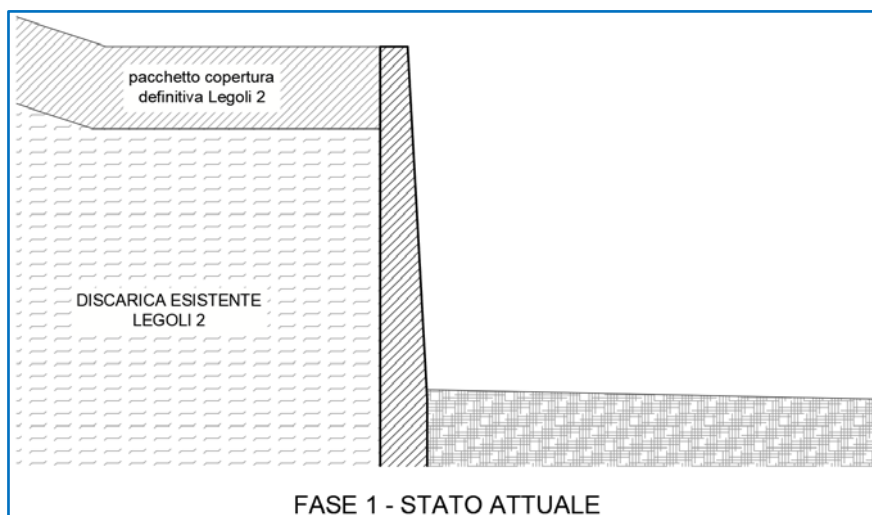 pacchetto copertura
definitiva Legoli 2
DISCARICA ESISTENTE
LEGOLI 2
FASE 1 - STATO ATTUALE